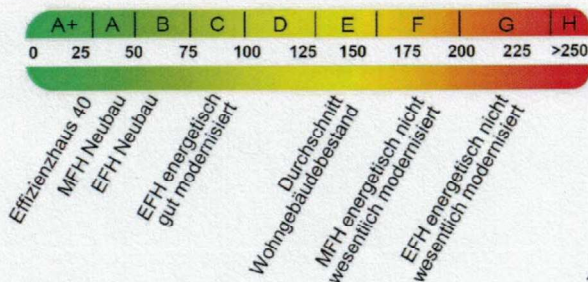 A+ A B C D E F G H
0 25 50 75 100 125 150 175 200 225 >250
Effizienzhaus 40
MFH Neubau
EFH Neubau
EFH energetisch
gut modernisiert
Durchschnitt
Wohngebäudebestand
MFH energetisch nicht
wesentlich modernisiert
EFH energetisch nicht
wesentlich modernisiert